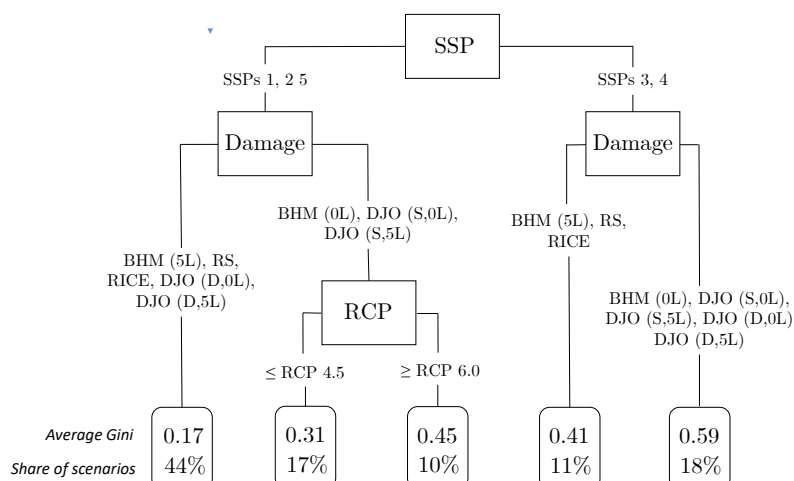 SSP
SSPs 1, 2 5
SSPs 3, 4
Damage
Damage
BHM (0L), DJO (S,0L),
DJO (S,5L)
BHM (5L), RS,
RICE
BHM (5L), RS,
RICE, DJO (D,0L),
DJO (D,5L)
RCP
BHM (0L), DJO (S,0L),
DJO (S,5L), DJO (D,0L)
DJO (D,5L)
≤ RCP 4.5
≥ RCP 6.0
Average Gini 0.17 0.31 0.45 0.41 0.59
Share of scenarios 44% 17% 10% 11% 18%